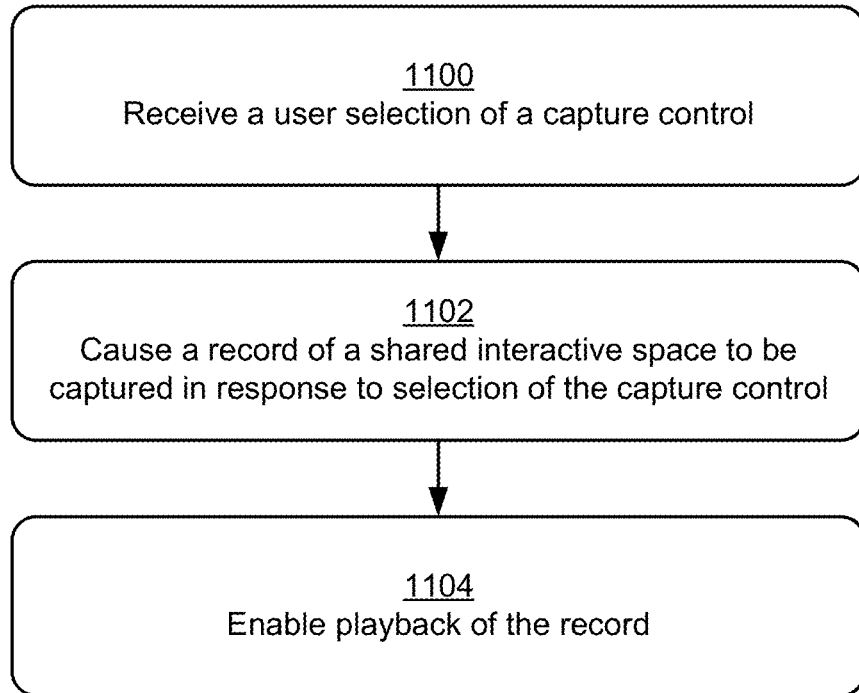 1100
Receive a user selection of a capture control
1102
Cause a record of a shared interactive space to be
captured in response to selection of the capture control
1104
Enable playback of the record